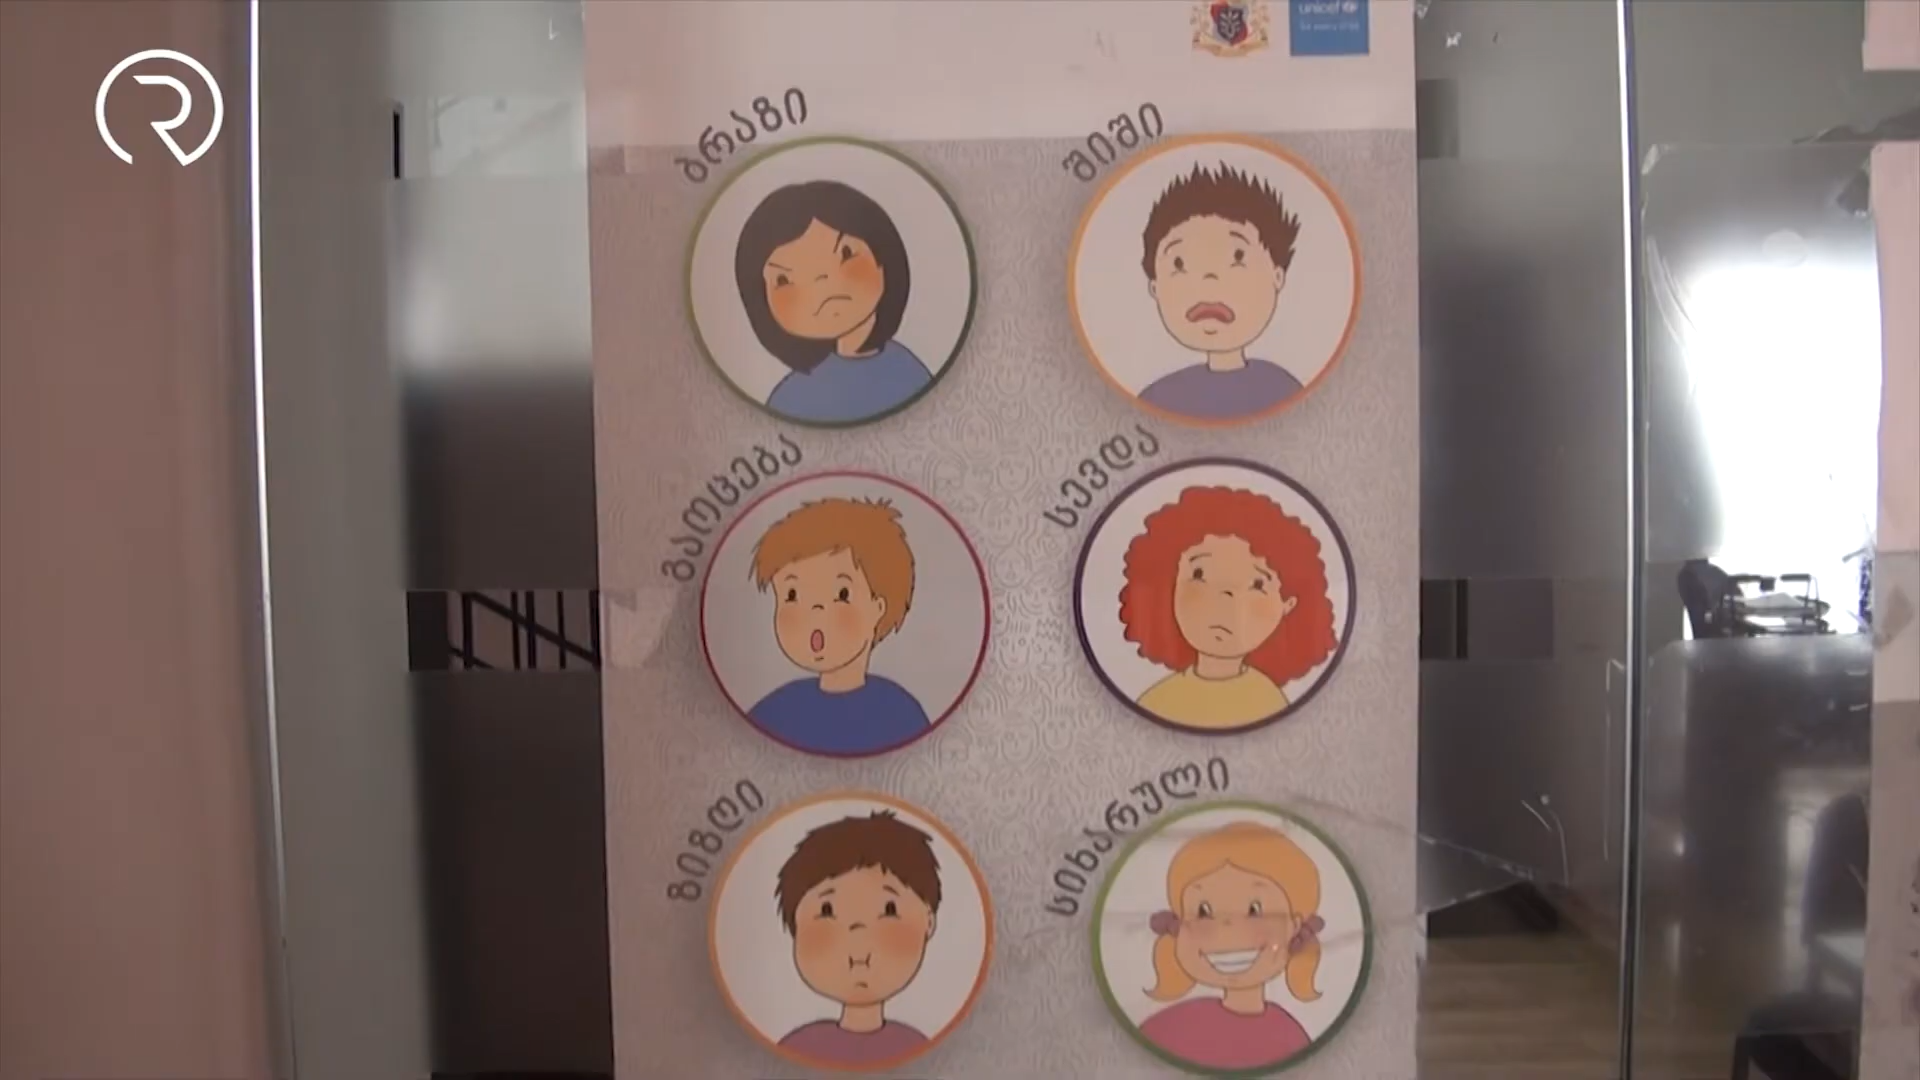 unicef
ბრაზი
შიში
გაოცება
სევდა
ზიზღი
სიხარული